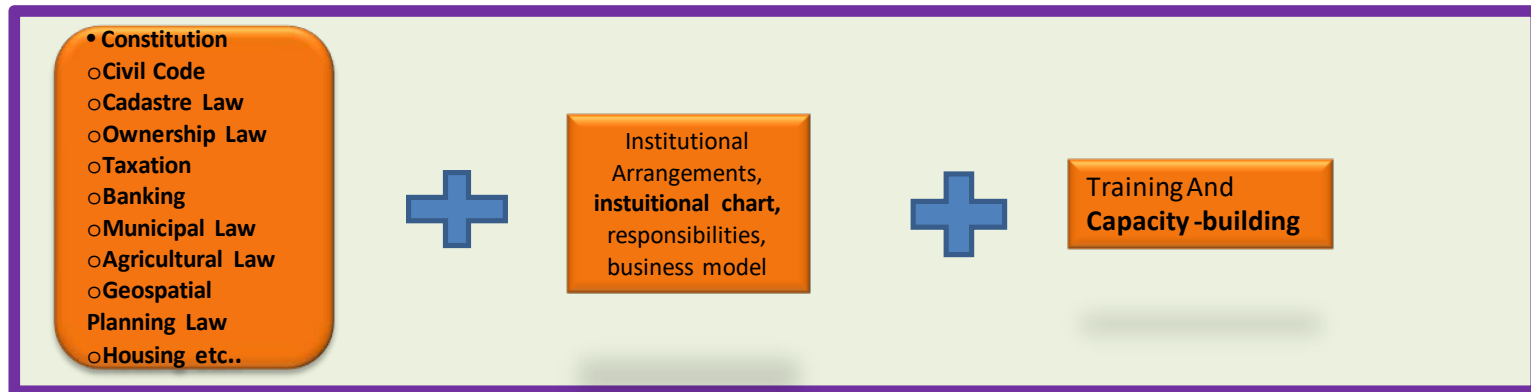 • Constitution
oCivil Code
oCadastre Law
oOwnership Law
oTaxation
oBanking
oMunicipal Law
oAgricultural Law
oGeospatial
Planning Law
oHousing etc..
Institutional
Arrangements,
instuitional chart,
responsibilities,
business model
Training And
Capacity -building